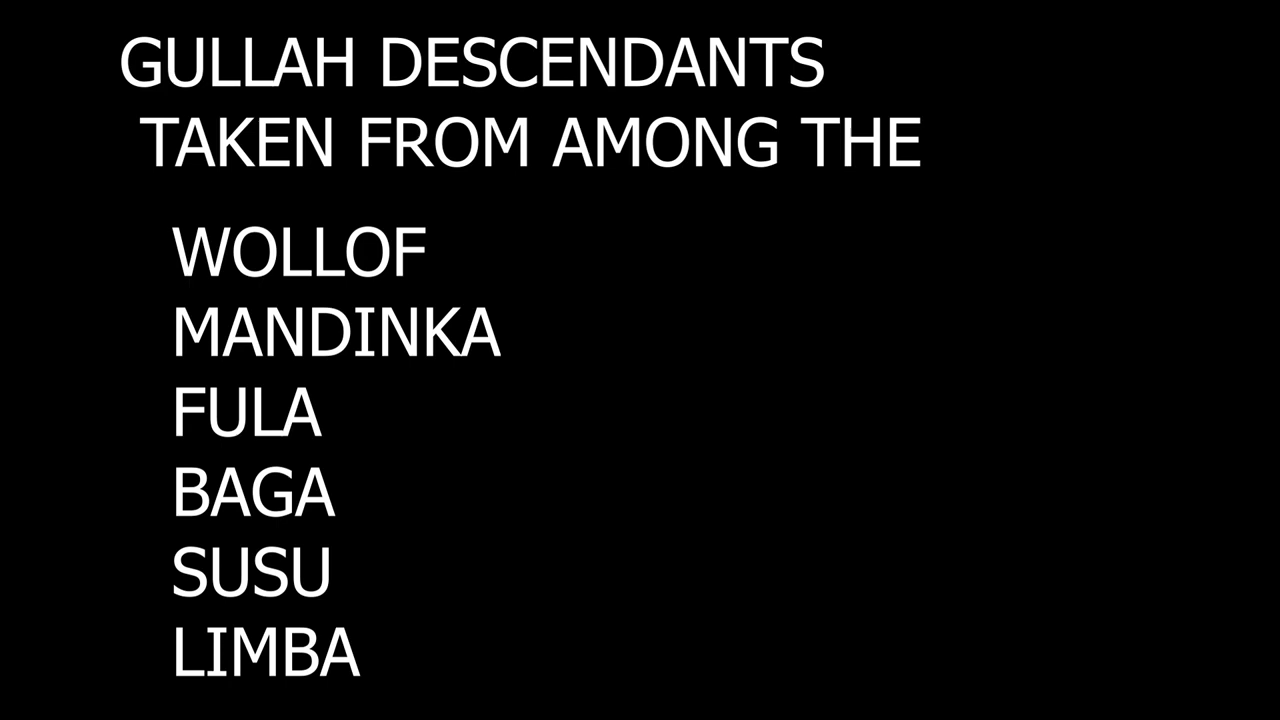 GULLAH DESCENDANTS
TAKEN FROM AMONG THE
WOLLOF
MANDINKA
FULA
BAGA
SUSU
LIMBA